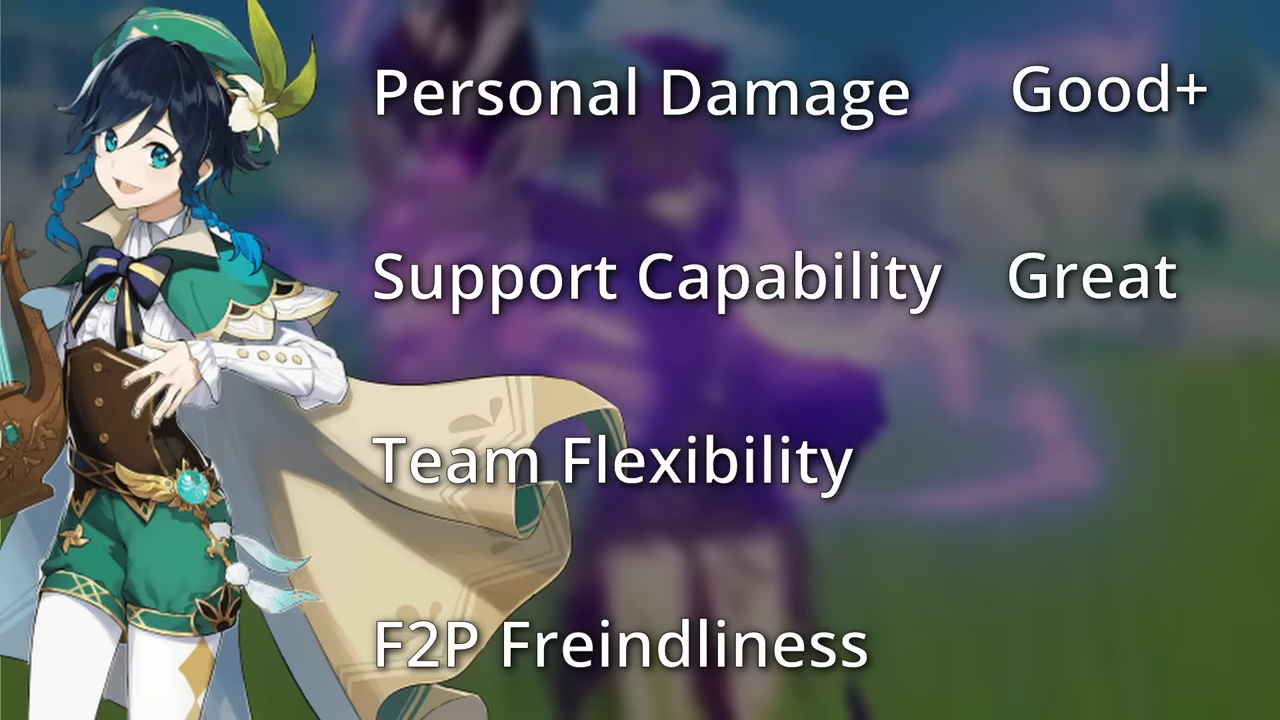 Personal Damage Good+
Support Capability Great
Team Flexibility
F2P Freindliness